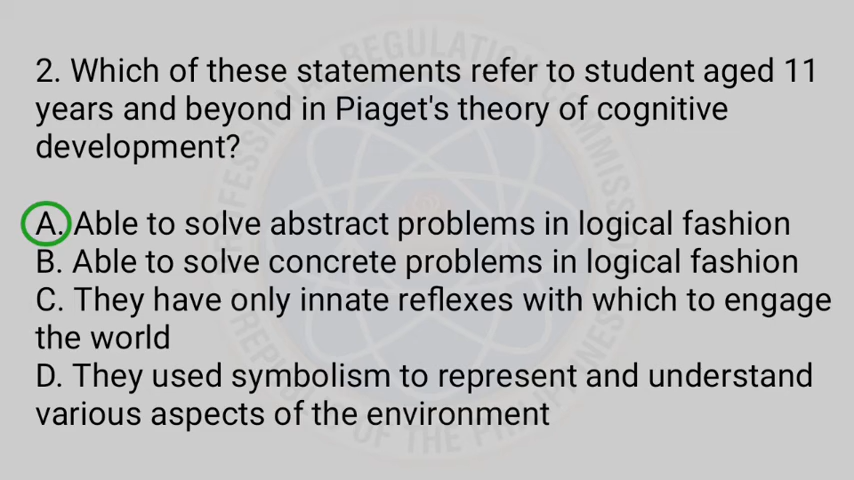 2. Which of these statements refer to student aged 11
years and beyond in Piaget's theory of cognitive
development?
A. Able to solve abstract problems in logical fashion
B. Able to solve concrete problems in logical fashion
C. They have only innate reflexes with which to engage
the world
D. They used symbolism to represent and understand
various aspects of the environment